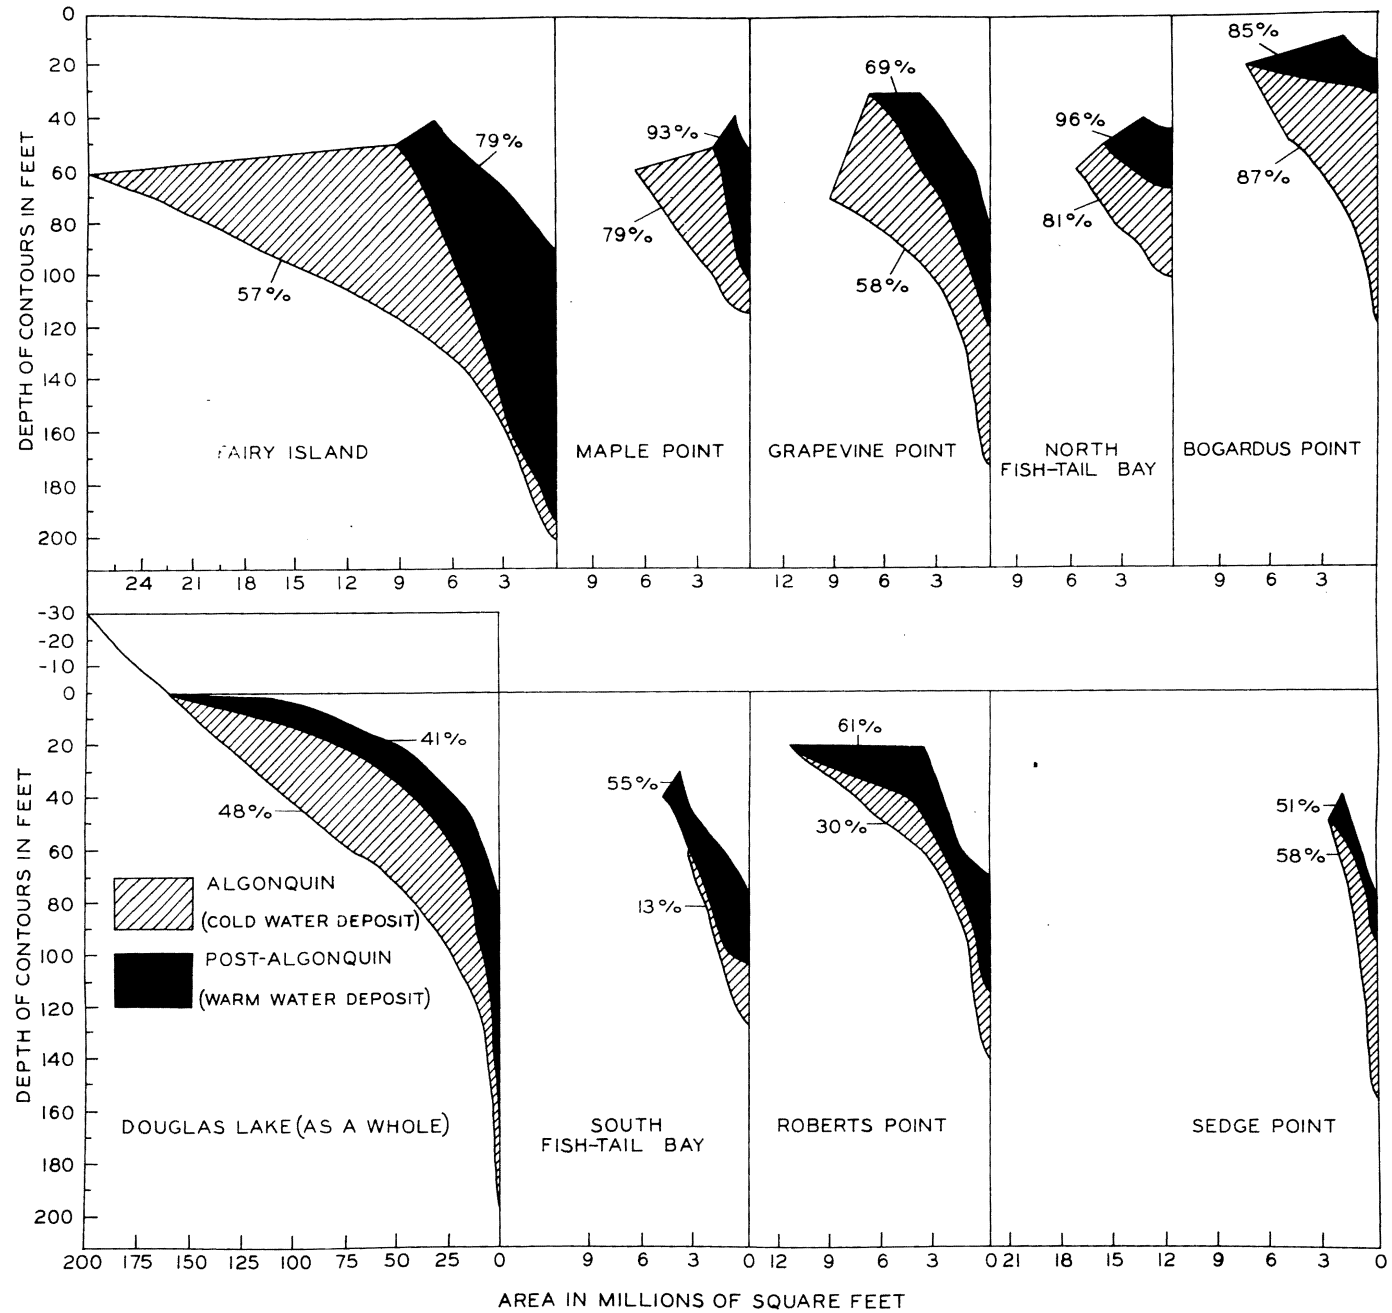 DEPTH OF CONTOURS IN FEET
0
20
40
60
80
100
120
140
160
180
200
79%
57%
FAIRY ISLAND
24 21 18 15 9 6 3
93%
79%
MAPLE POINT
9 6 3
69%
58%
GRAPEVINE POINT
12 9 6 3
96%
81%
NORTH
FISH-TAIL BAY
9 6 3
85%
87%
BOGARDUS POINT
9 6 3
DEPTH OF CONTOURS IN FEET
-30
-20
-10
0
20
40
60
80
100
120
140
160
180
200
41%
48%
ALGONQUIN
(COLD WATER DEPOSIT)
POST-ALGONQUIN
(WARM WATER DEPOSIT)
DOUGLAS LAKE (AS A WHOLE)
200 175 150 125 100 75 50 25 0
55%
13%
SOUTH
FISH-TAIL BAY
9 6 3 0
61%
30%
ROBERTS POINT
12 9 6 3 0
51%
58%
SEDGE POINT
21 18 15 12 9 6 3 0
AREA IN MILLIONS OF SQUARE FEET